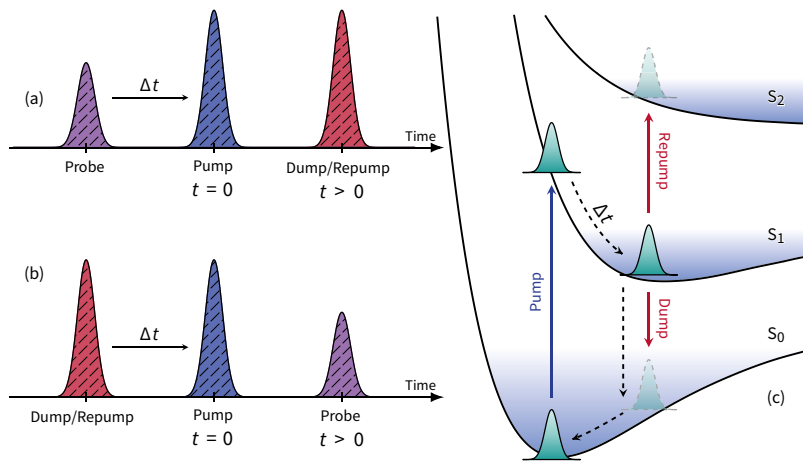 (a)
Δt
Time
Probe
Pump
Dump/Repump
t = 0
t > 0
(b)
Δt
Time
Dump/Repump
Pump
Probe
t = 0
t > 0
S2
Repump
Δt
S1
Pump
Dump
S0
(c)